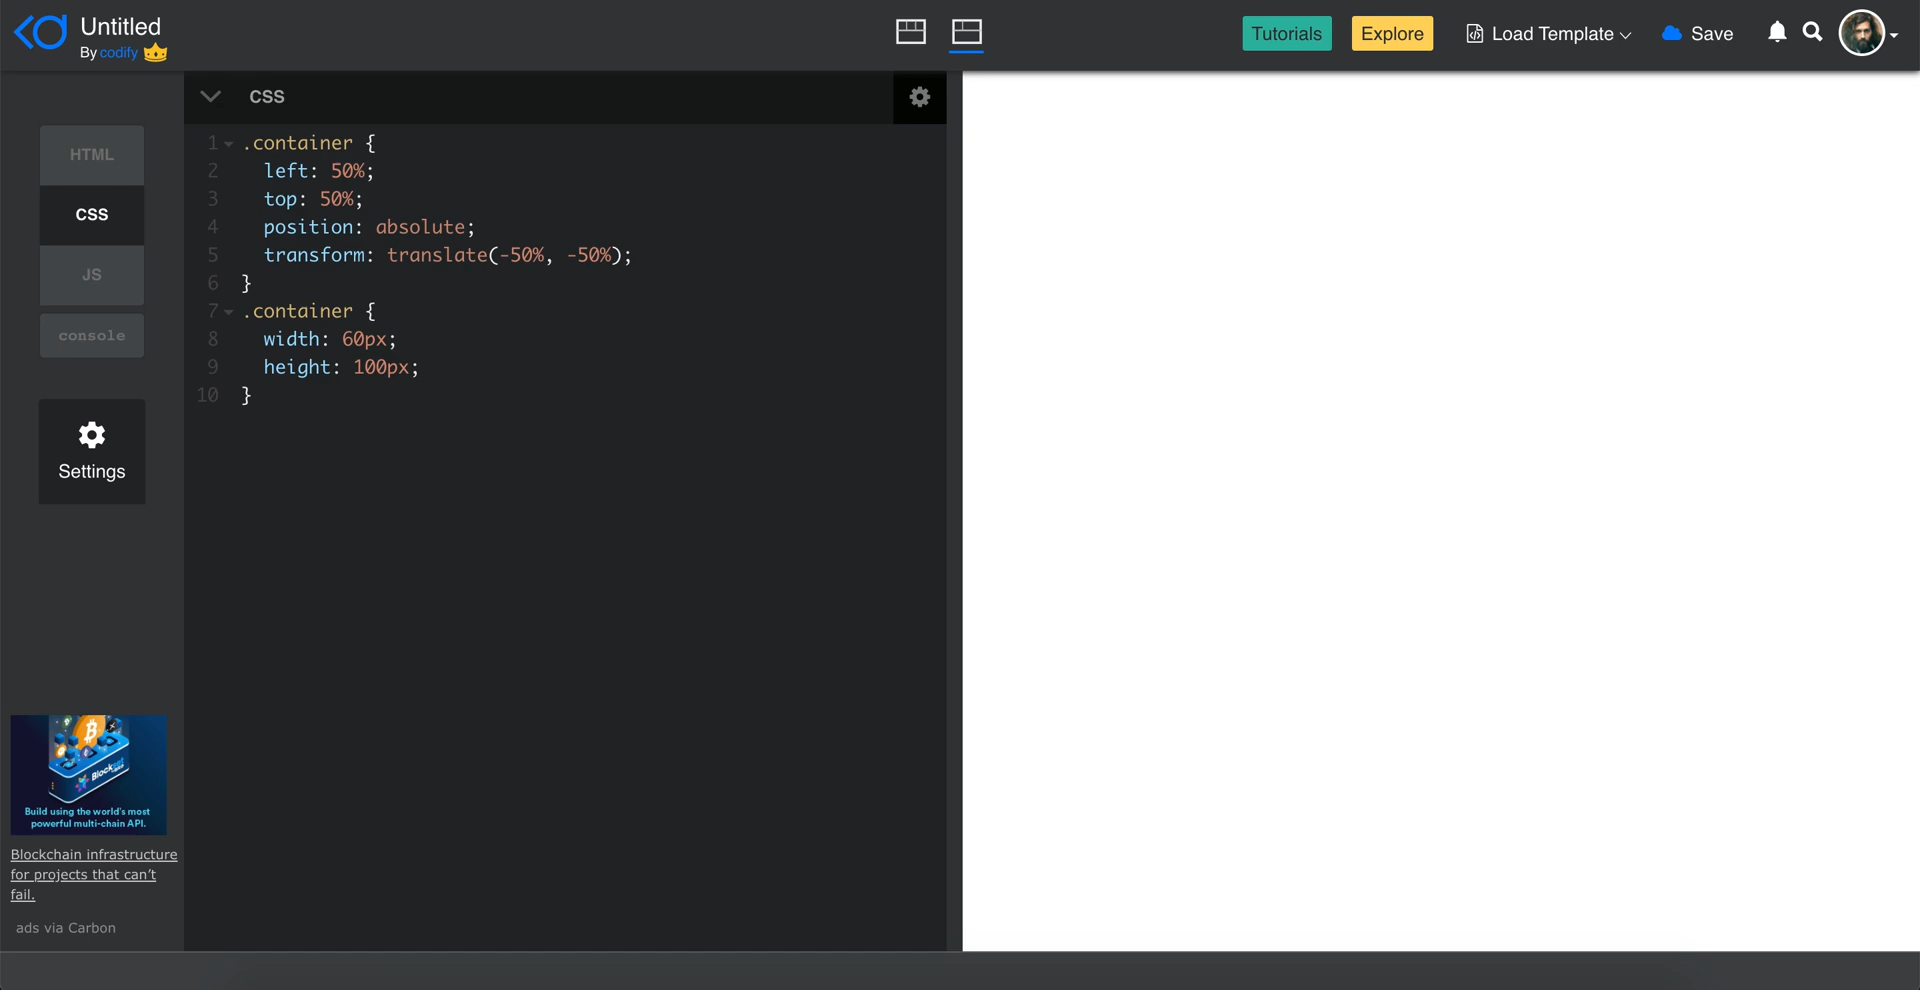 Untitled
By codify
Tutorials
Explore
Load Template
Save
HTML
CSS
JS
console
Settings
CSS
1 .container {
2 left: 50%;
3 top: 50%;
4 position: absolute;
5 transform: translate(-50%, -50%);
6 }
7 .container {
8 width: 60px;
9 height: 100px;
10 }
Build using the world's most
powerful multi-chain API.
Blockchain infrastructure
for projects that can't
fail.
ads via Carbon